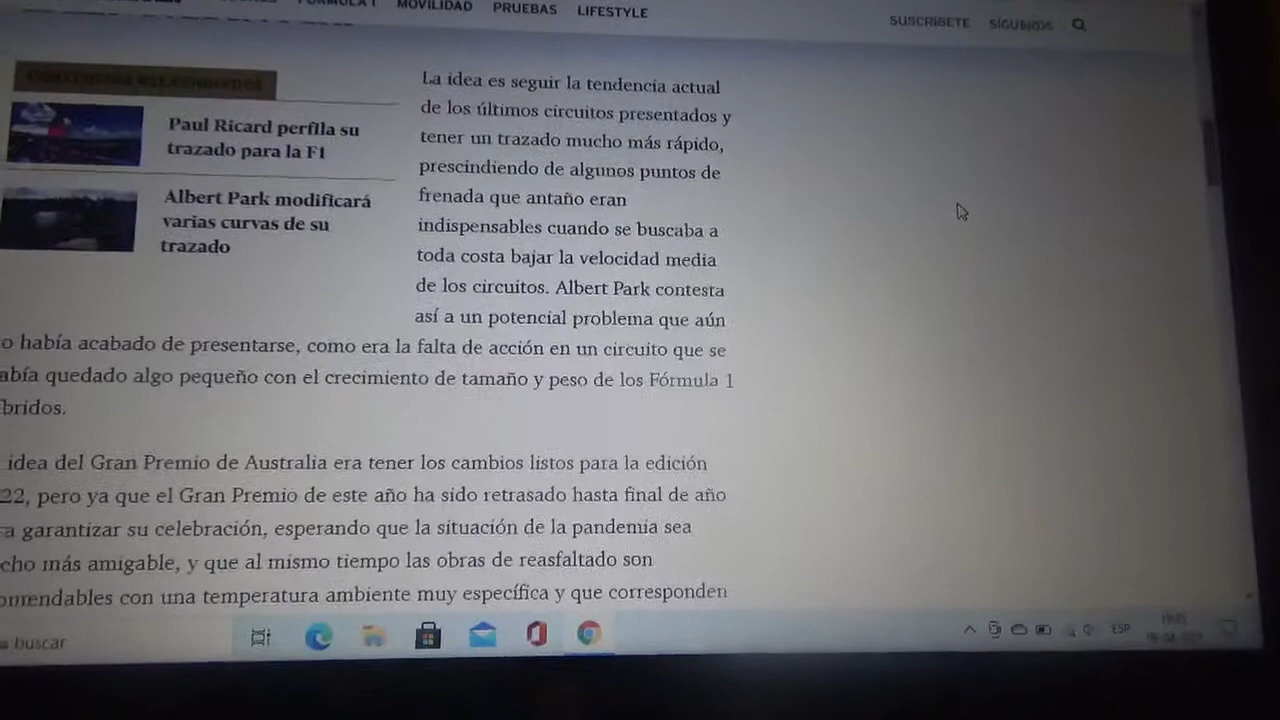 FÓRMULA 1 MOVILIDAD PRUEBAS LIFESTYLE
SUSCRIBETE SÍGUENOS
CONTENIDOS RELACIONADOS
Paul Ricard perfila su
trazado para la F1
Albert Park modificará
varias curvas de su
trazado
La idea es seguir la tendencia actual
de los últimos circuitos presentados y
tener un trazado mucho más rápido,
prescindiendo de algunos puntos de
frenada que antaño eran
indispensables cuando se buscaba a
toda costa bajar la velocidad media
de los circuitos. Albert Park contesta
así a un potencial problema que aún
o había acabado de presentarse, como era la falta de acción en un circuito que se
abía quedado algo pequeño con el crecimiento de tamaño y peso de los Fórmula 1
bridos.
idea del Gran Premio de Australia era tener los cambios listos para la edición
22, pero ya que el Gran Premio de este año ha sido retrasado hasta final de año
a garantizar su celebración, esperando que la situación de la pandemia sea
cho más amigable, y que al mismo tiempo las obras de reasfaltado son
omendables con una temperatura ambiente muy específica y que corresponden
buscar
ESP